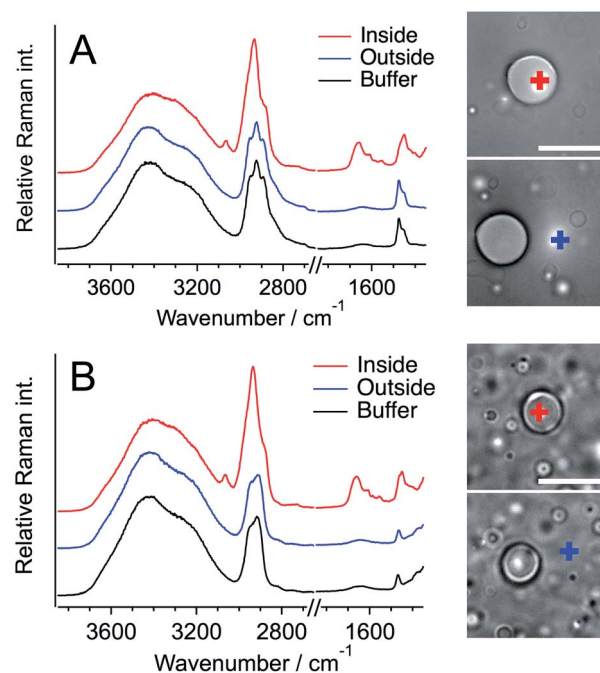 A
Inside
Outside
Buffer
Relative Raman int.
3600 3200 2800 1600
Wavenumber / cm-1
B
Inside
Outside
Buffer
Relative Raman int.
3600 3200 2800 1600
Wavenumber / cm-1